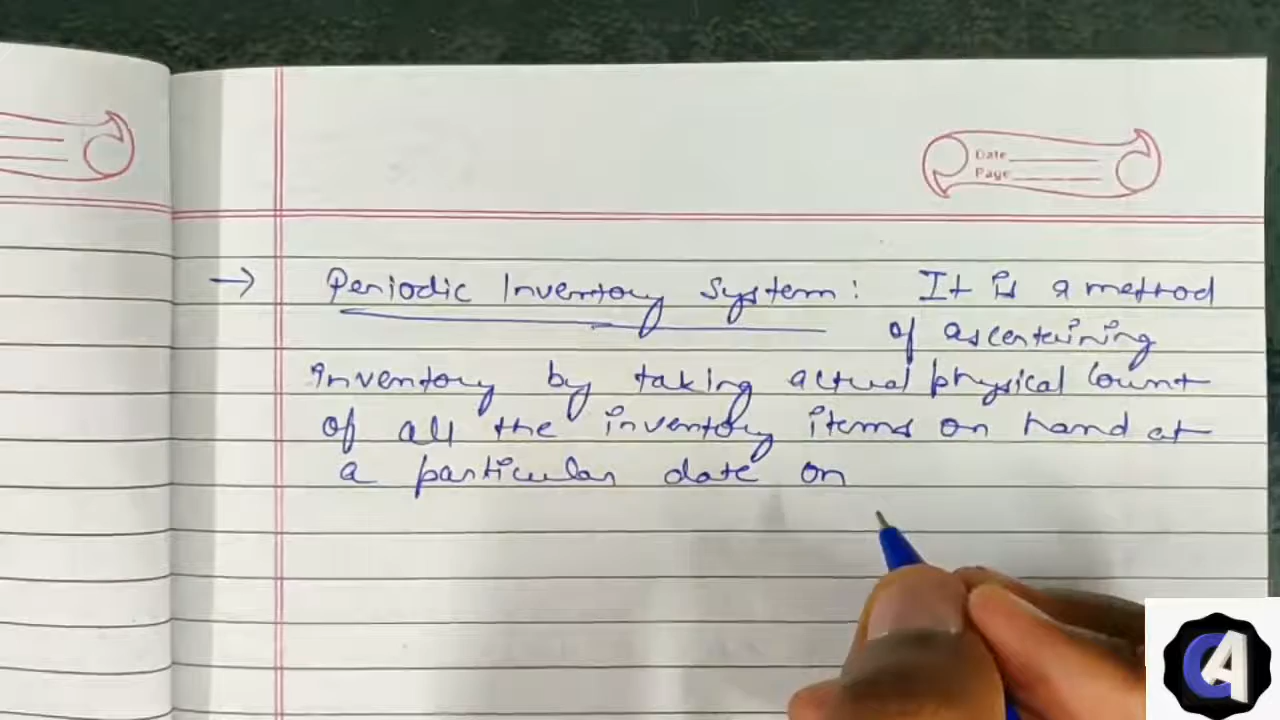 Date
Page
→ Periodic Inventory System: It is a method
of ascertaining
Inventory by taking actual physical count
of all the inventory items on hand at
a particular date on
CA